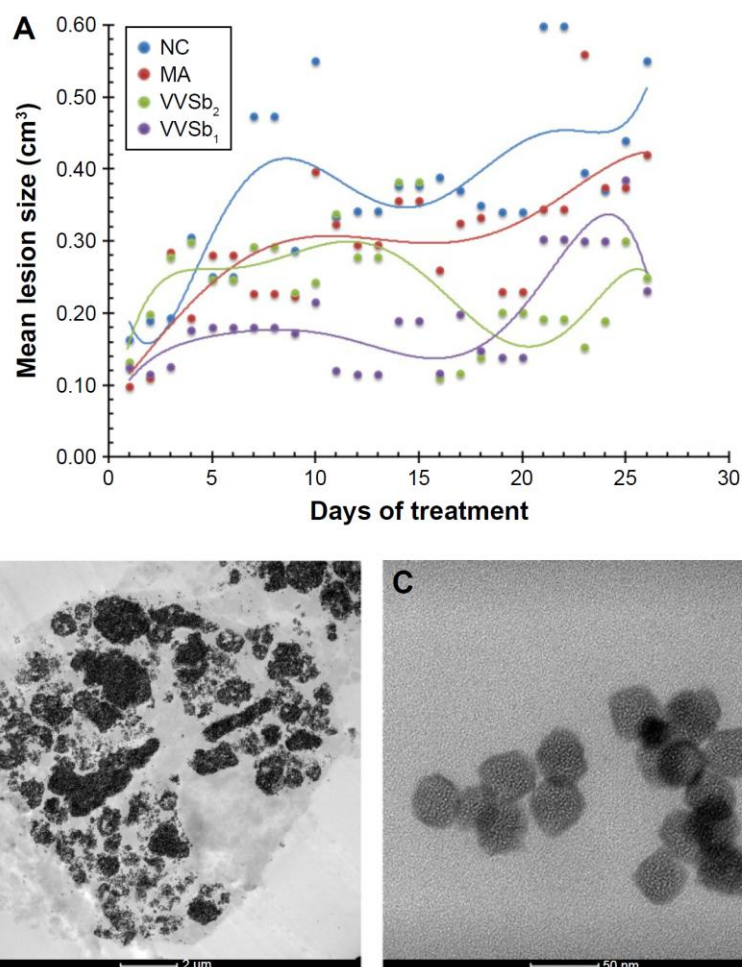 A
NC
MA
VVSb₂
VVSb₁
0.60
0.50
0.40
0.30
0.20
0.10
0.00
Mean lesion size (cm³)
0 5 10 15 20 25 30
Days of treatment
C
2 µm
50 nm